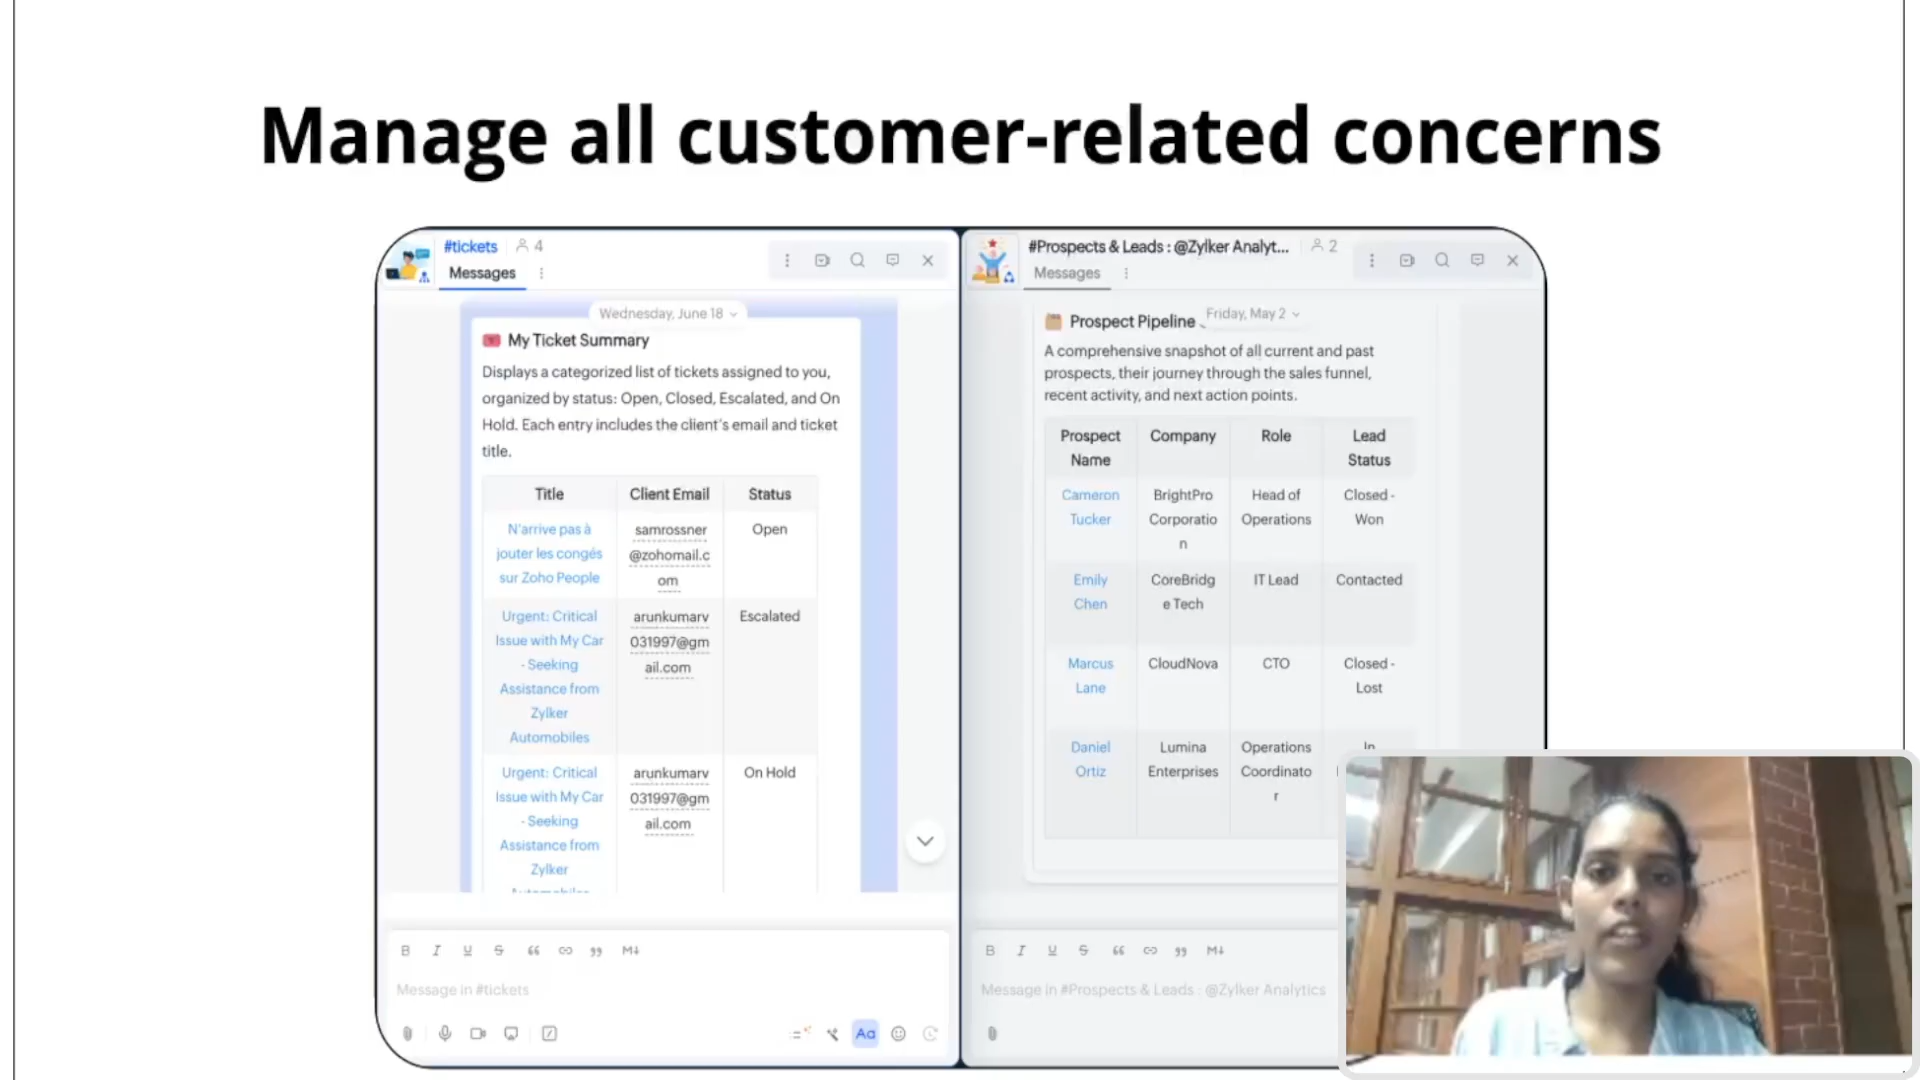 Manage all customer-related concerns
#tickets 4
Messages
Wednesday, June 18
My Ticket Summary
Displays a categorized list of tickets assigned to you,
organized by status: Open, Closed, Escalated, and On
Hold. Each entry includes the client's email and ticket
title.
Title Client Email Status
N'arrive pas à
jouter les congés
sur Zoho People
samrossner
@zohomail.c
om
Open
Urgent: Critical
Issue with My Car
- Seeking
Assistance from
Zylker
Automobiles
arunkumarv
031997@gm
ail.com
Escalated
Urgent: Critical
Issue with My Car
- Seeking
Assistance from
Zylker
arunkumarv
031997@gm
ail.com
On Hold
B I U S M↓
Message in #tickets
Aa
#Prospects & Leads : @Zylker Analyt... 2
Messages
Friday, May 2
Prospect Pipeline
A comprehensive snapshot of all current and past
prospects, their journey through the sales funnel,
recent activity, and next action points.
Prospect
Name
Company
Role
Lead
Status
Cameron
Tucker
BrightPro
Corporatio
n
Head of
Operations
Closed -
Won
Emily
Chen
CoreBridg
e Tech
IT Lead
Contacted
Marcus
Lane
CloudNova
CTO
Closed -
Lost
Daniel
Ortiz
Lumina
Enterprises
Operations
Coordinato
r
In
B I U S M↓
Message in #Prospects & Leads : @Zylker Analytics